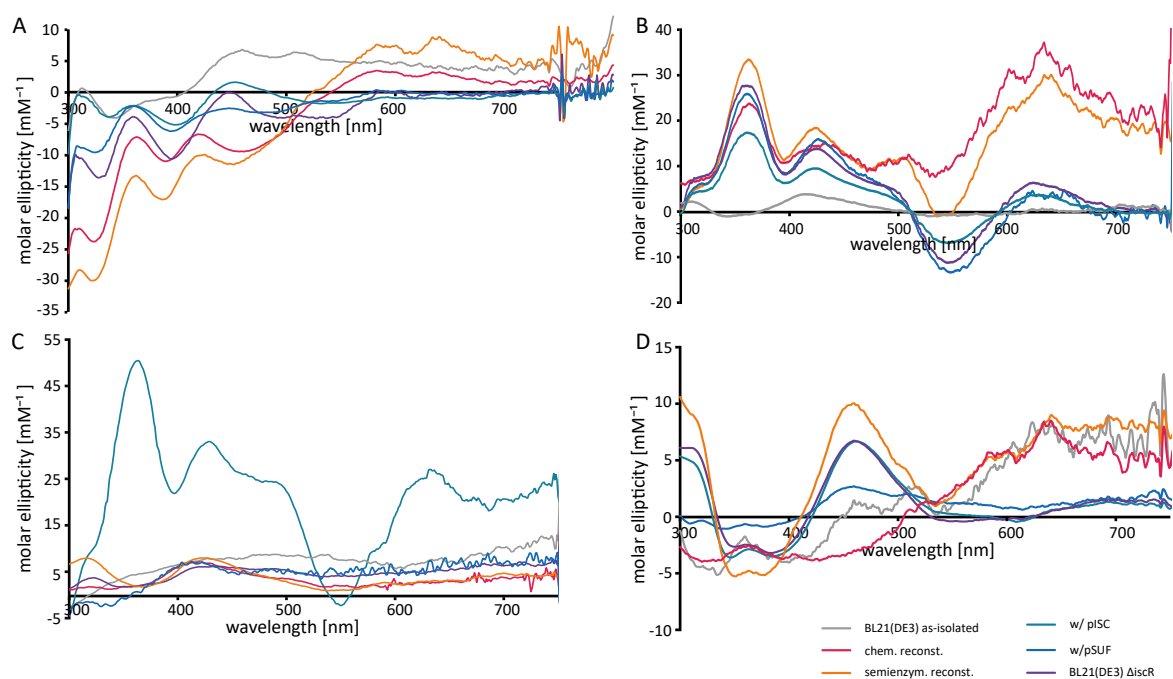 A
molar ellipticity [mM⁻¹ ]
10
5
0
-5
-10
-15
-20
-25
-30
-35
300
400
500
600
700
wavelength [nm]
B
molar ellipticity [mM⁻¹ ]
40
30
20
10
0
-10
-20
300
400
500
600
700
wavelength [nm]
C
molar ellipticity [mM⁻¹ ]
55
45
35
25
15
5
-5
300
400
500
600
700
wavelength [nm]
D
molar ellipticity [mM⁻¹ ]
15
10
5
0
-5
-10
300
400
500
600
700
wavelength [nm]
BL21(DE3) as-isolated
chem. reconst.
semienzym. reconst.
w/ pISC
w/pSUF
BL21(DE3) ΔiscR